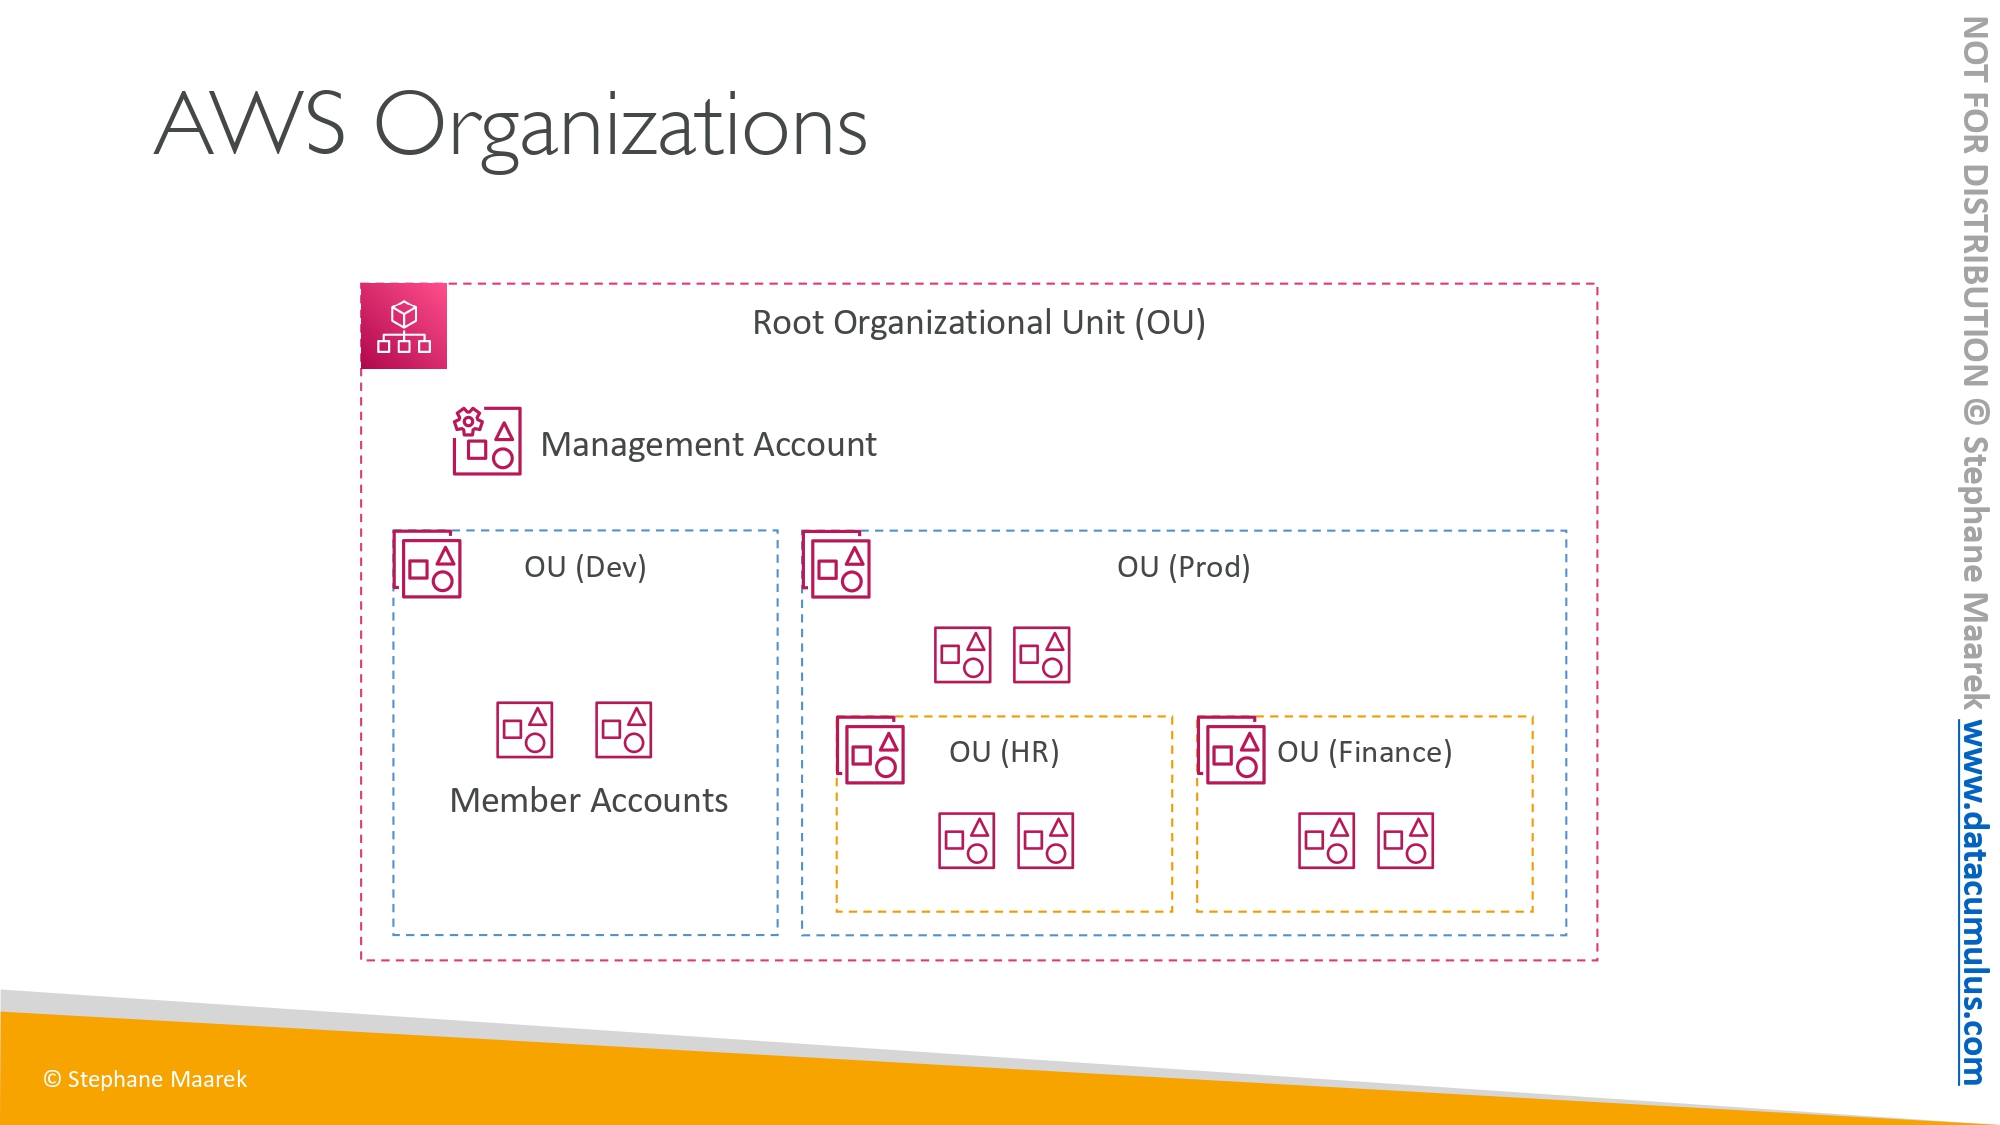 AWS Organizations
Root Organizational Unit (OU)
Management Account
OU (Dev)
Member Accounts
OU (Prod)
OU (HR)
OU (Finance)
© Stephane Maarek
NOT FOR DISTRIBUTION © Stephane Maarek www.datacumulus.com